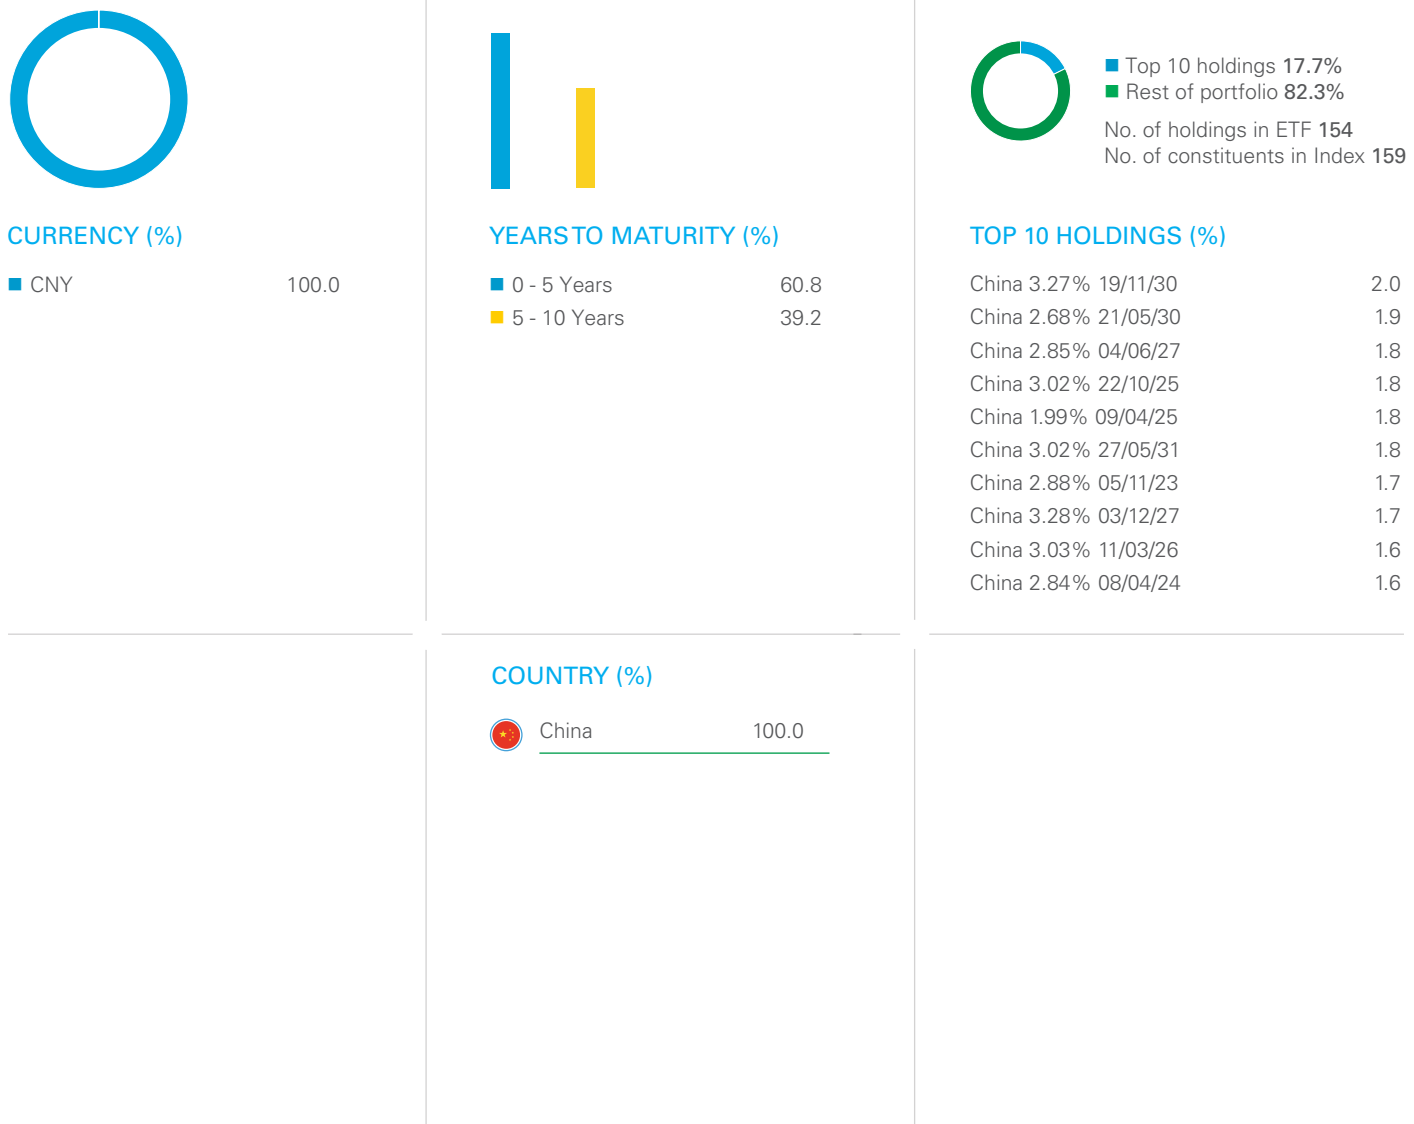 CURRENCY (%)
CNY 100.0
YEARS TO MATURITY (%)
0 - 5 Years 60.8
5 - 10 Years 39.2
Top 10 holdings 17.7%
Rest of portfolio 82.3%
No. of holdings in ETF 154
No. of constituents in Index 159
TOP 10 HOLDINGS (%)
China 3.27% 19/11/30 2.0
China 2.68% 21/05/30 1.9
China 2.85% 04/06/27 1.8
China 3.02% 22/10/25 1.8
China 1.99% 09/04/25 1.8
China 3.02% 27/05/31 1.8
China 2.88% 05/11/23 1.7
China 3.28% 03/12/27 1.7
China 3.03% 11/03/26 1.6
China 2.84% 08/04/24 1.6
COUNTRY (%)
China 100.0